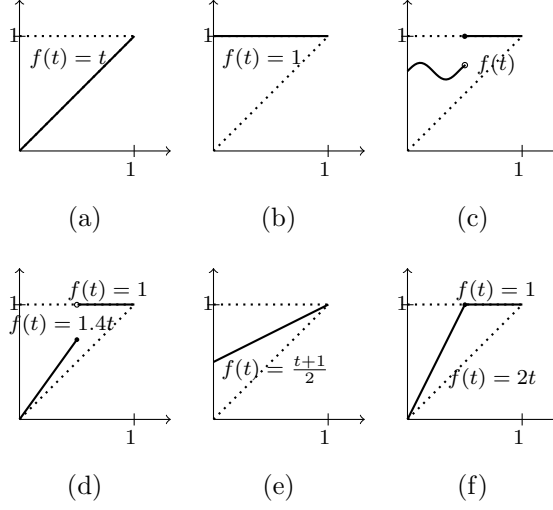 1
f(t) = t
1
(a)
1
f(t) = 1
1
(b)
1
f(t)
1
(c)
1
f(t) = 1
f(t) = 1.4t
1
(d)
1
f(t) = \frac{t+1}{2}
1
(e)
1
f(t) = 1
f(t) = 2t
1
(f)